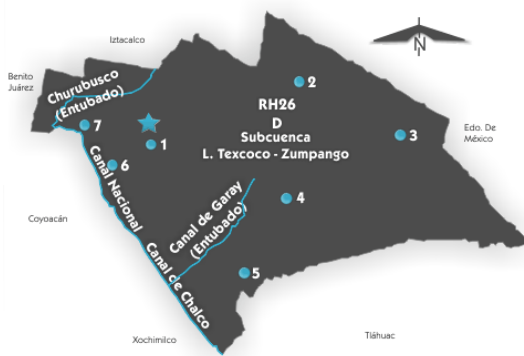 Iztacalco
N
Benito
Juárez
Churubusco
(Entubado)
2
RH26
D
Subcuenca
L. Texcoco - Zumpango
7
1
3
Edo. De
México
6
Canal Nacional
4
Coyoacán
Canal de Garay
(Entubado)
5
Canal de Chalco
Xochimilco
Tláhuac